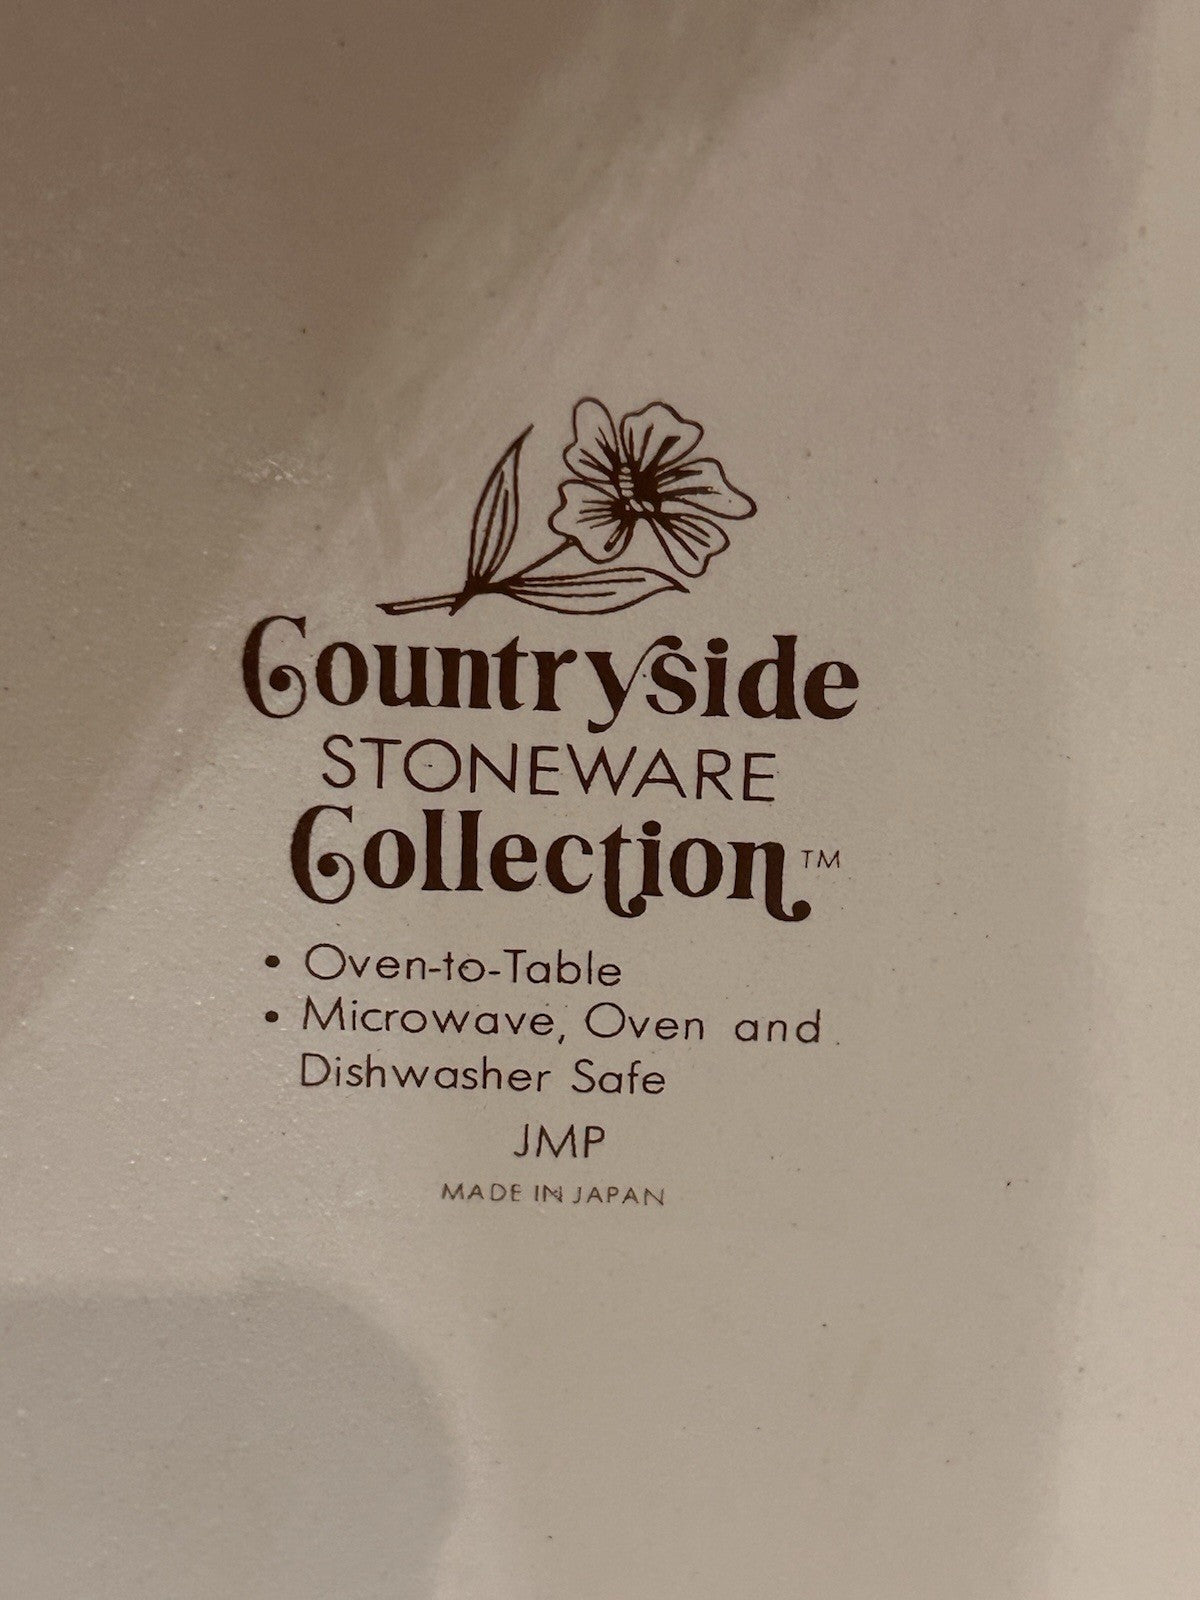 Countryside
STONEWARE
Collection™
• Oven-to-Table
• Microwave, Oven and
Dishwasher Safe
JMP
MADE IN JAPAN